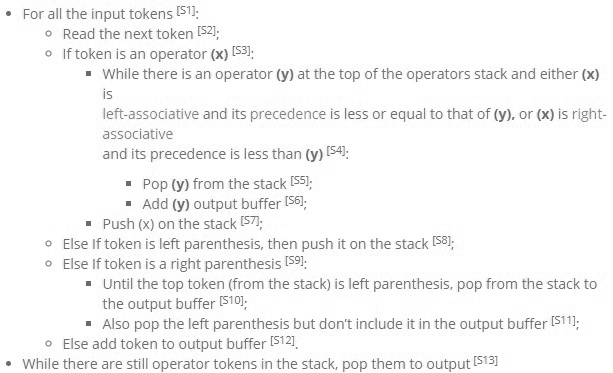 For all the input tokens [S1]:
Read the next token [S2];
If token is an operator (x) [S3]:
While there is an operator (y) at the top of the operators stack and either (x)
is
left-associative and its precedence is less or equal to that of (y), or (x) is right-
associative
and its precedence is less than (y) [S4]:
Pop (y) from the stack [S5];
Add (y) output buffer [S6];
Push (x) on the stack [S7];
Else If token is left parenthesis, then push it on the stack [S8];
Else If token is a right parenthesis [S9]:
Until the top token (from the stack) is left parenthesis, pop from the stack to
the output buffer [S10];
Also pop the left parenthesis but don't include it in the output buffer [S11];
Else add token to output buffer [S12].
While there are still operator tokens in the stack, pop them to output [S13]